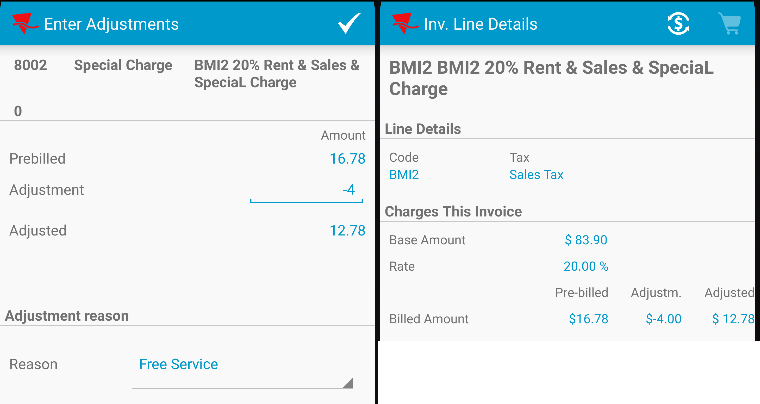 Enter Adjustments
8002 Special Charge BMI2 20% Rent & Sales &
SpeciaL Charge
0
Amount
Prebilled 16.78
Adjustment -4
Adjusted 12.78
Adjustment reason
Reason Free Service
Inv. Line Details
BMI2 BMI2 20% Rent & Sales & SpeciaL
Charge
Line Details
Code Tax
BMI2 Sales Tax
Charges This Invoice
Base Amount $ 83.90
Rate 20.00 %
Pre-billed Adjustm. Adjusted
Billed Amount $16.78 $-4.00 $ 12.78